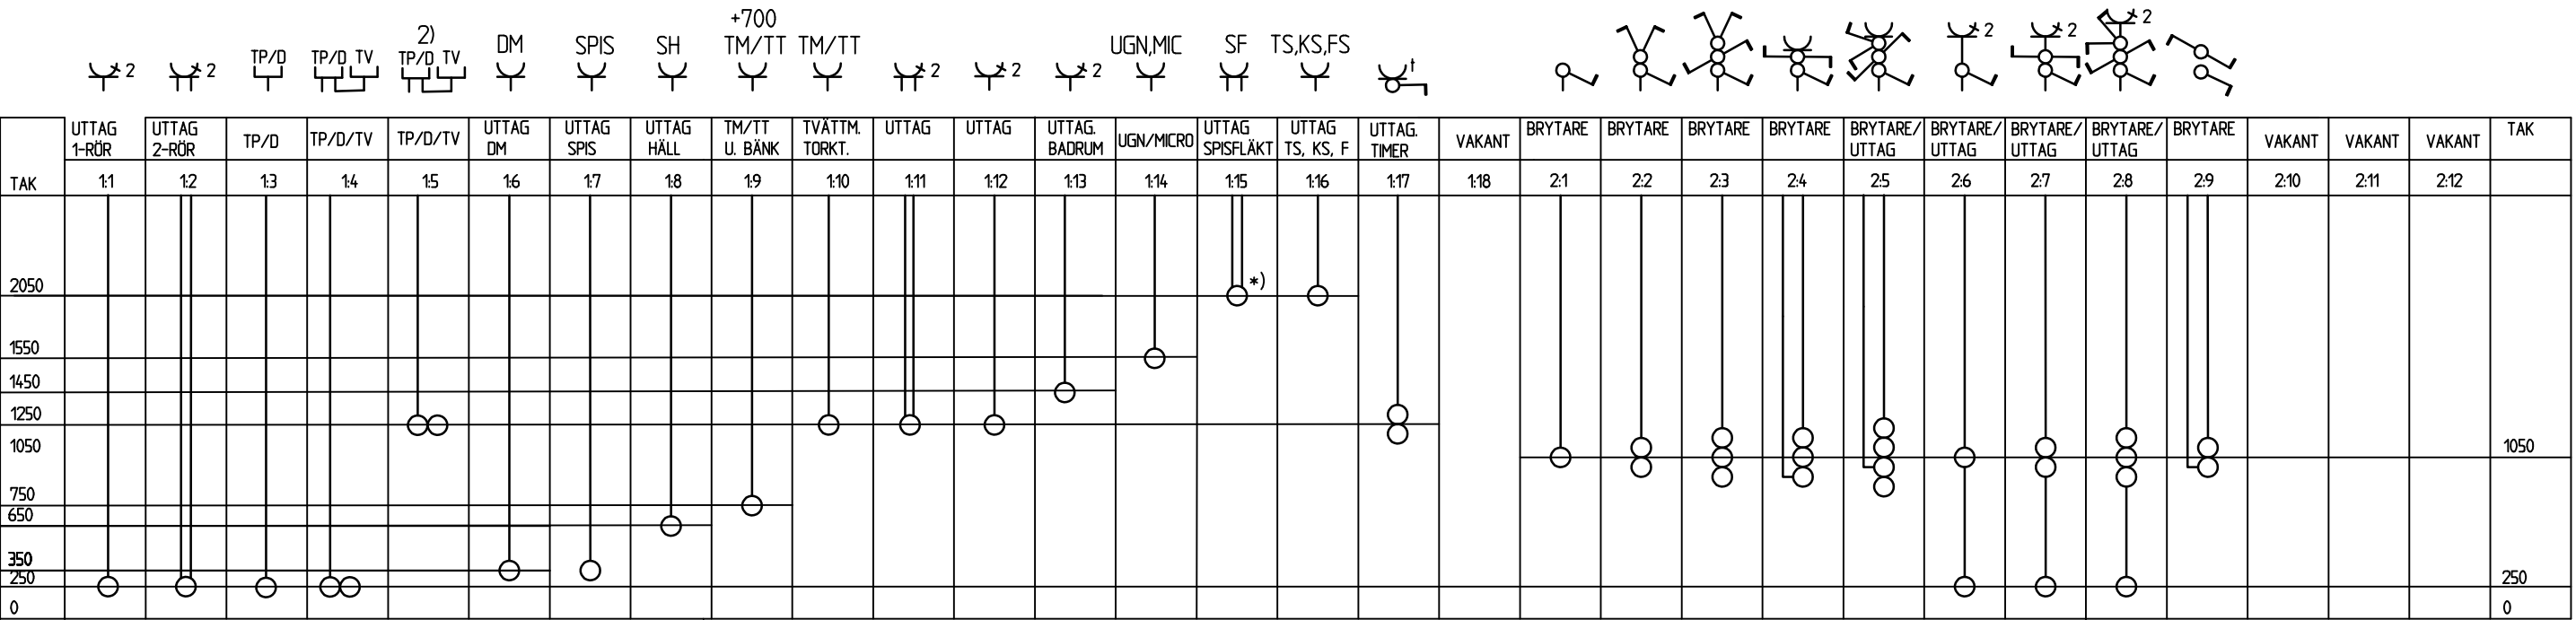 +700
2)
DM SPIS SH TM/TT TM/TT UGN,MIC SF TS,KS,FS
2 2 TP/D TP/D TV TP/D TV 2 2 2 t 2 2 2
UTTAG 1-RÖR
UTTAG 2-RÖR
TP/D
TP/D/TV
TP/D/TV
UTTAG DM
UTTAG SPIS
UTTAG HÄLL
TM/TT U. BÄNK
TVÄTTM. TORKT.
UTTAG
UTTAG
UTTAG. BADRUM
UGN/MICRO
UTTAG SPISFLÄKT
UTTAG TS, KS, F
UTTAG. TIMER
VAKANT
BRYTARE
BRYTARE
BRYTARE
BRYTARE
BRYTARE/ UTTAG
BRYTARE/ UTTAG
BRYTARE/ UTTAG
BRYTARE/ UTTAG
BRYTARE
VAKANT
VAKANT
VAKANT
TAK
TAK 1:1 1:2 1:3 1:4 1:5 1:6 1:7 1:8 1:9 1:10 1:11 1:12 1:13 1:14 1:15 1:16 1:17 1:18 2:1 2:2 2:3 2:4 2:5 2:6 2:7 2:8 2:9 2:10 2:11 2:12
*)
2050
1550
1450
1250
1050 1050
750
650
350
250 250
0 0